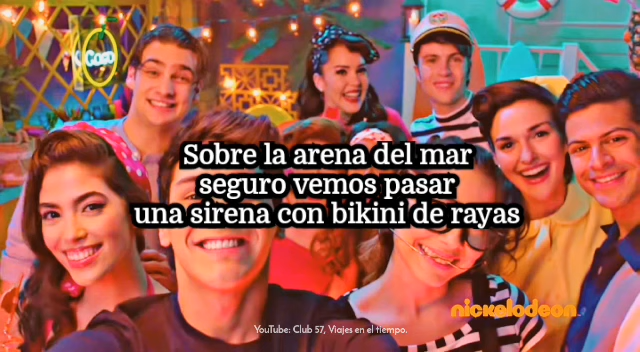 GoGo
Sobre la arena del mar
seguro vemos pasar
una sirena con bikini de rayas
nickelodeon
YouTube: Club 57, Viajes en el tiempo.